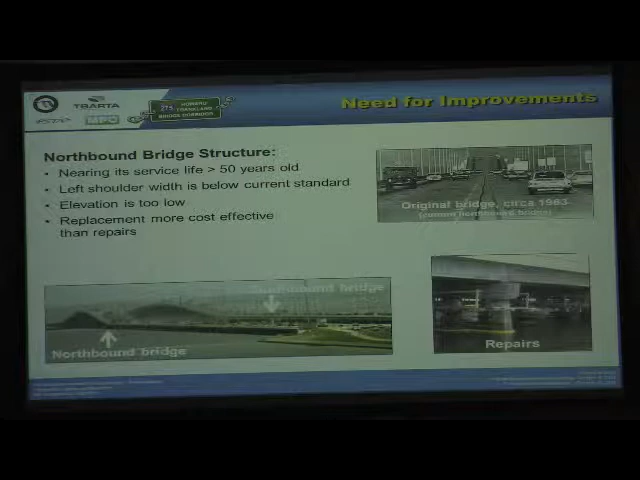 TBARTA
MPO
275
HOWARD
FRANKLAND
BRIDGE CORRIDOR
Need for Improvements
Northbound Bridge Structure:
• Nearing its service life > 50 years old
• Left shoulder width is below current standard
• Elevation is too low
• Replacement more cost effective
than repairs
Original bridge, circa 1963
(current northbound bridge)
Southbound bridge
Northbound bridge
Repairs